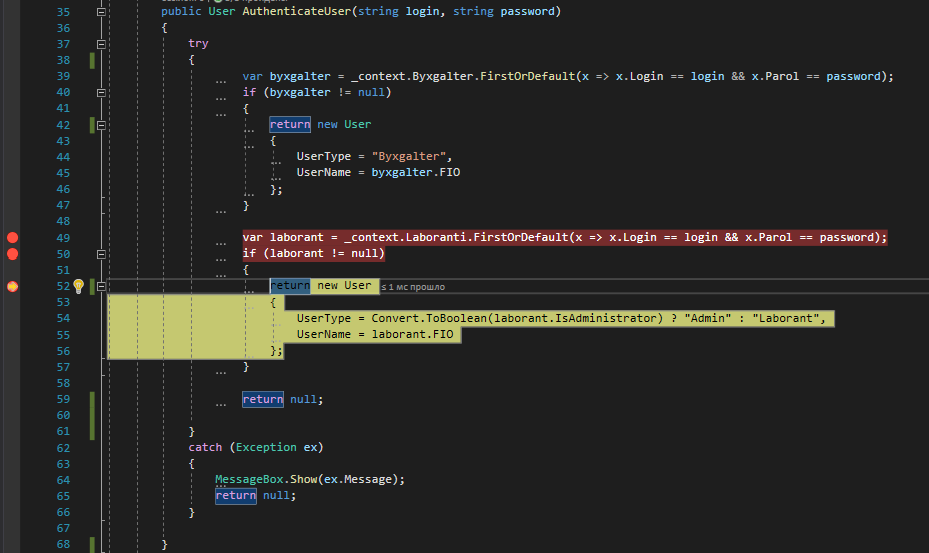 35 public User AuthenticateUser(string login, string password)
36 {
37 try
38 {
39 var byxgalter = _context.Byxgalter.FirstOrDefault(x => x.Login == login && x.Parol == password);
40 if (byxgalter != null)
41 {
42 return new User
43 {
44 UserType = "Byxgalter",
45 UserName = byxgalter.FIO
46 };
47 }
48
49 var laborant = _context.Laboranti.FirstOrDefault(x => x.Login == login && x.Parol == password);
50 if (laborant != null)
51 {
52 return new User ≤ 1 мс прошло
53 {
54 UserType = Convert.ToBoolean(laborant.IsAdministrator) ? "Admin" : "Laborant",
55 UserName = laborant.FIO
56 };
57 }
58
59 return null;
60
61 }
62 catch (Exception ex)
63 {
64 MessageBox.Show(ex.Message);
65 return null;
66 }
67
68 }